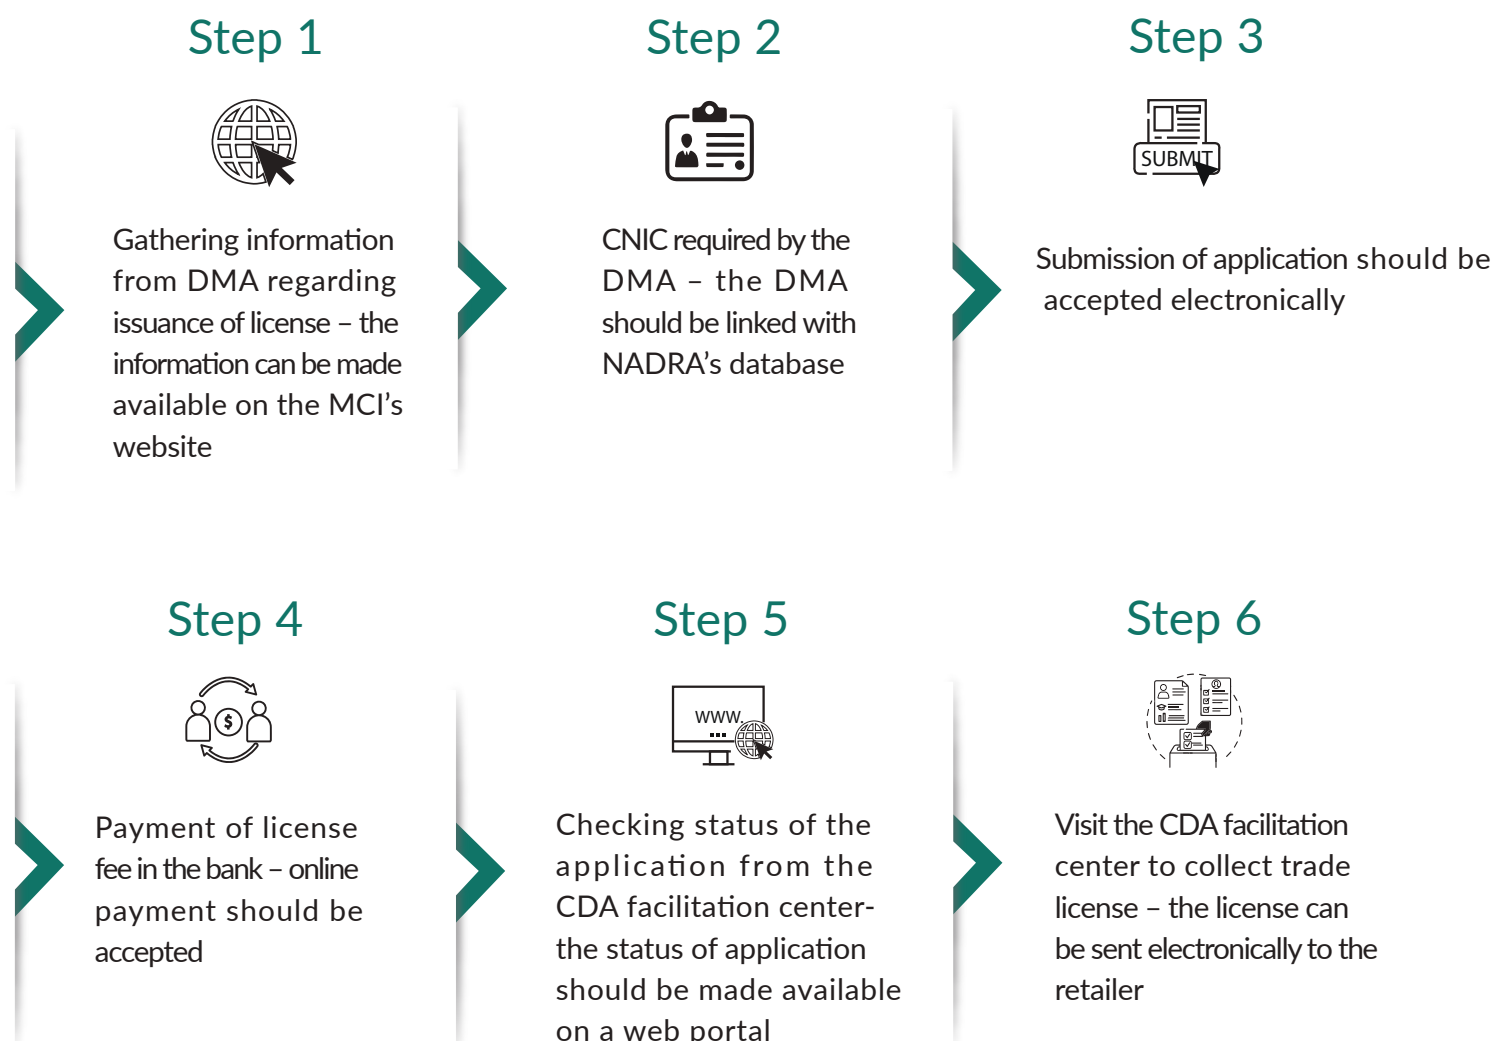 Step 1
Gathering information
from DMA regarding
issuance of license – the
information can be made
available on the MCI’s
website
Step 2
CNIC required by the
DMA – the DMA
should be linked with
NADRA’s database
Step 3
SUBMIT
Submission of application should be
accepted electronically
Step 4
$
Payment of license
fee in the bank – online
payment should be
accepted
Step 5
www.
Checking status of the
application from the
CDA facilitation center-
the status of application
should be made available
on a web portal
Step 6
Visit the CDA facilitation
center to collect trade
license – the license can
be sent electronically to the
retailer